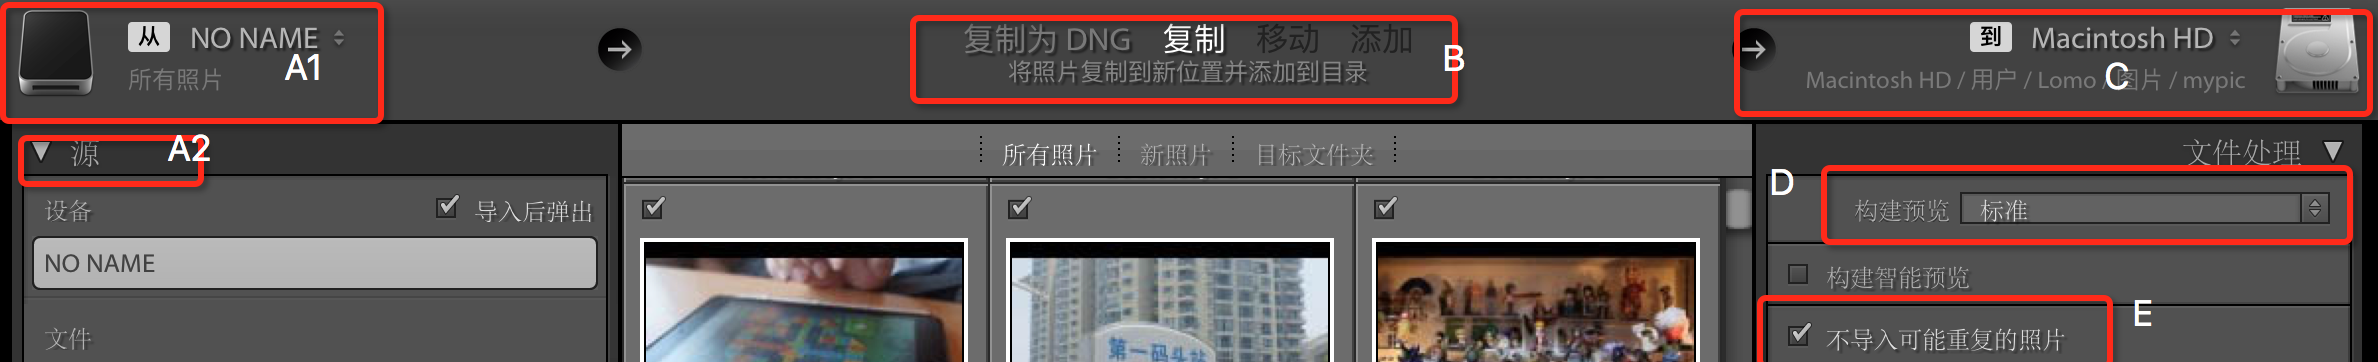 从 NO NAME
A1
所有照片
复制为 DNG 复制 移动 添加
B
将照片复制到新位置并添加到目录
到 Macintosh HD
C
Macintosh HD / 用户 / Lomo / 图片 / mypic
源
A2
所有照片 新照片 目标文件夹
文件处理
设备 导入后弹出
NO NAME
文件
D
构建预览 标准
构建智能预览
E
不导入可能重复的照片
第一码头站